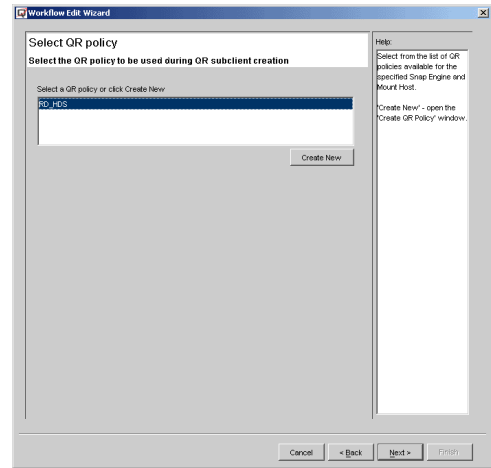 Workflow Edit Wizard
Select QR policy
Select the QR policy to be used during QR subclient creation
Select a QR policy or click Create New
RD_HDS
Create New
Help:
Select from the list of QR
policies available for the
specified Snap Engine and
Mount Host.
'Create New' - open the
'Create QR Policy' window.
Cancel
< Back
Next >
Finish